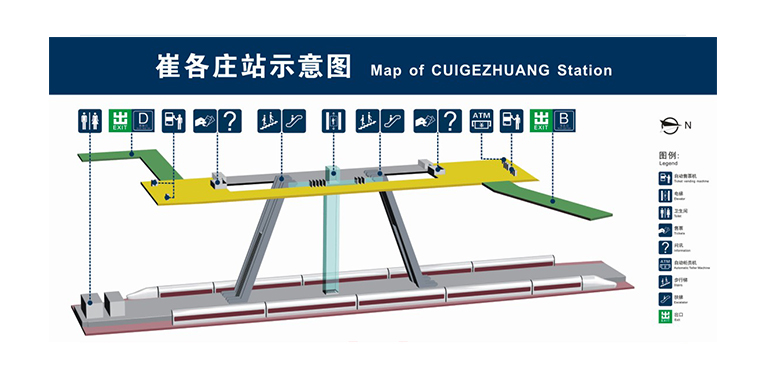 崔各庄站示意图 Map of CUIGEZHUANG Station
出 EXIT D ? ATM ? 出 EXIT B
N
图例:
Legend
自动售票机
Ticket vending machine
电梯
Elevator
卫生间
Toilet
售票
Tickets
? 问讯
Information
ATM 自动柜员机
Automatic Teller Machine
步行梯
Stairs
扶梯
Escalator
出 EXIT 出口
Exit